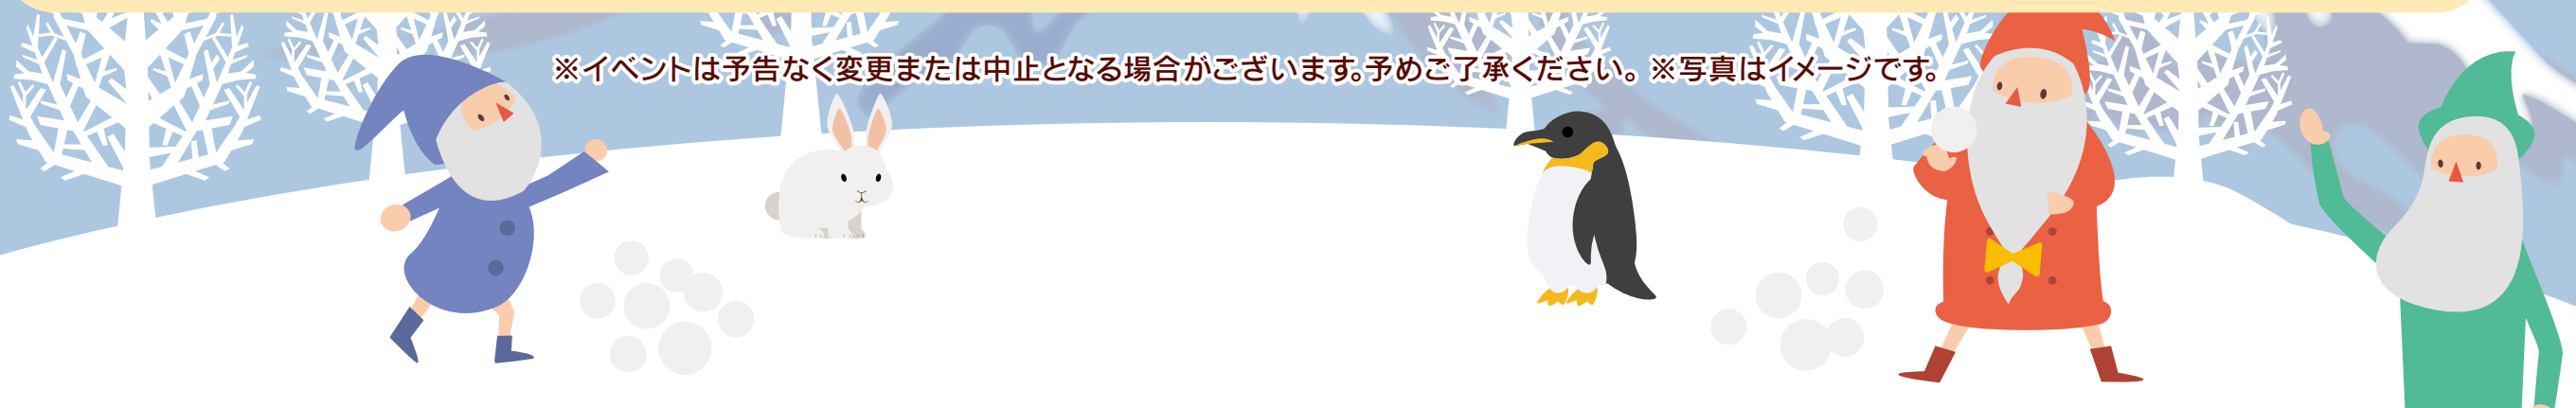 ※イベントは予告なく変更または中止となる場合がございます。予めご了承ください。※写真はイメージです。